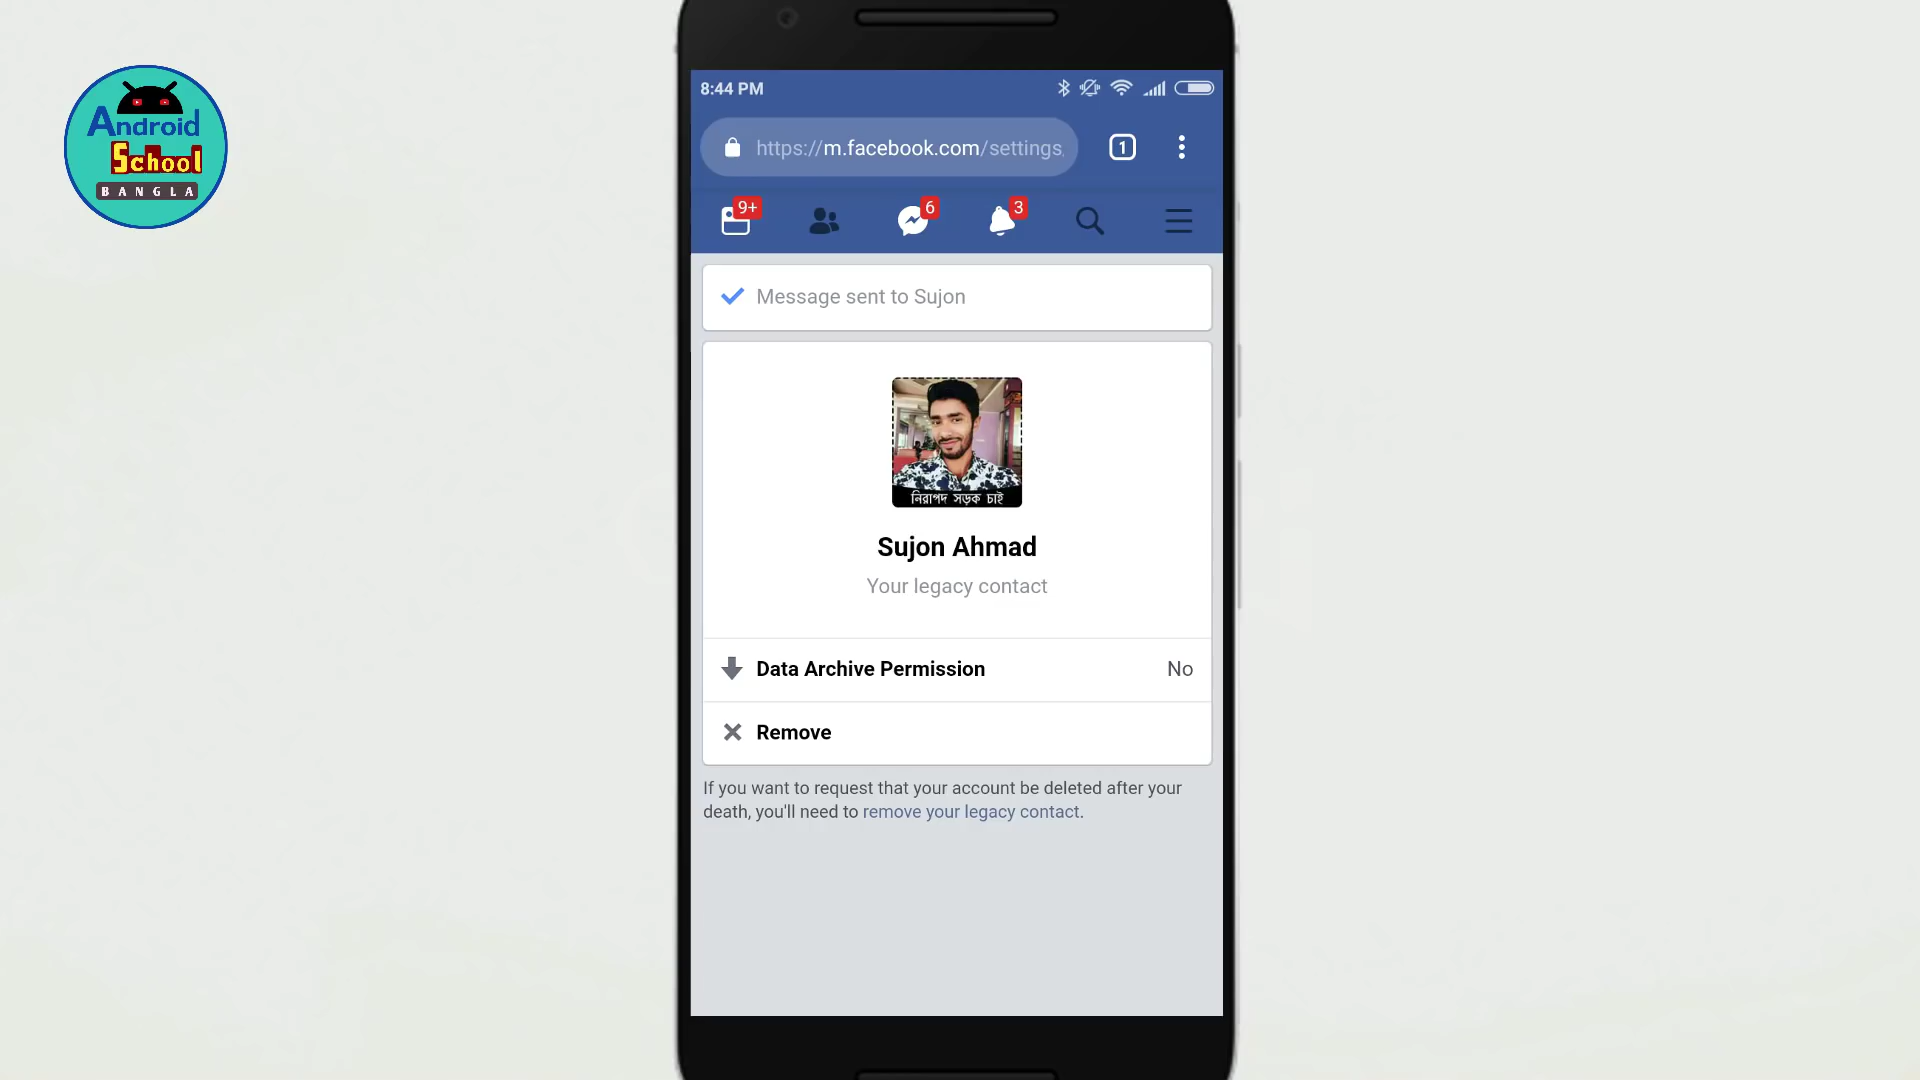 Android
School
BANGLA
8:44 PM
https://m.facebook.com/settings
1
9+
6
3
Message sent to Sujon
নিরাপদ সড়ক চাই
Sujon Ahmad
Your legacy contact
Data Archive Permission No
Remove
If you want to request that your account be deleted after your
death, you'll need to remove your legacy contact.